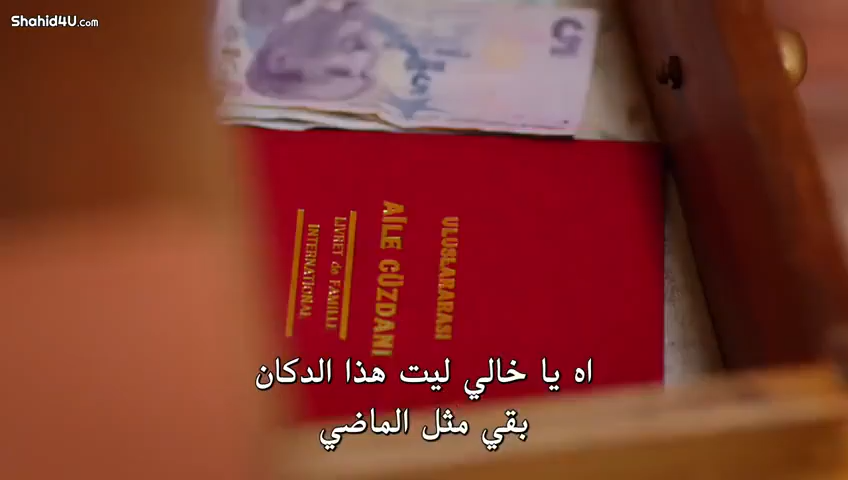 Shahid4U.com
5
5
ULUSLARARASI
AİLE CÜZDANI
LIVRET de FAMILLE
INTERNATIONAL
اه يا خالي ليت هذا الدكان
بقي مثل الماضي